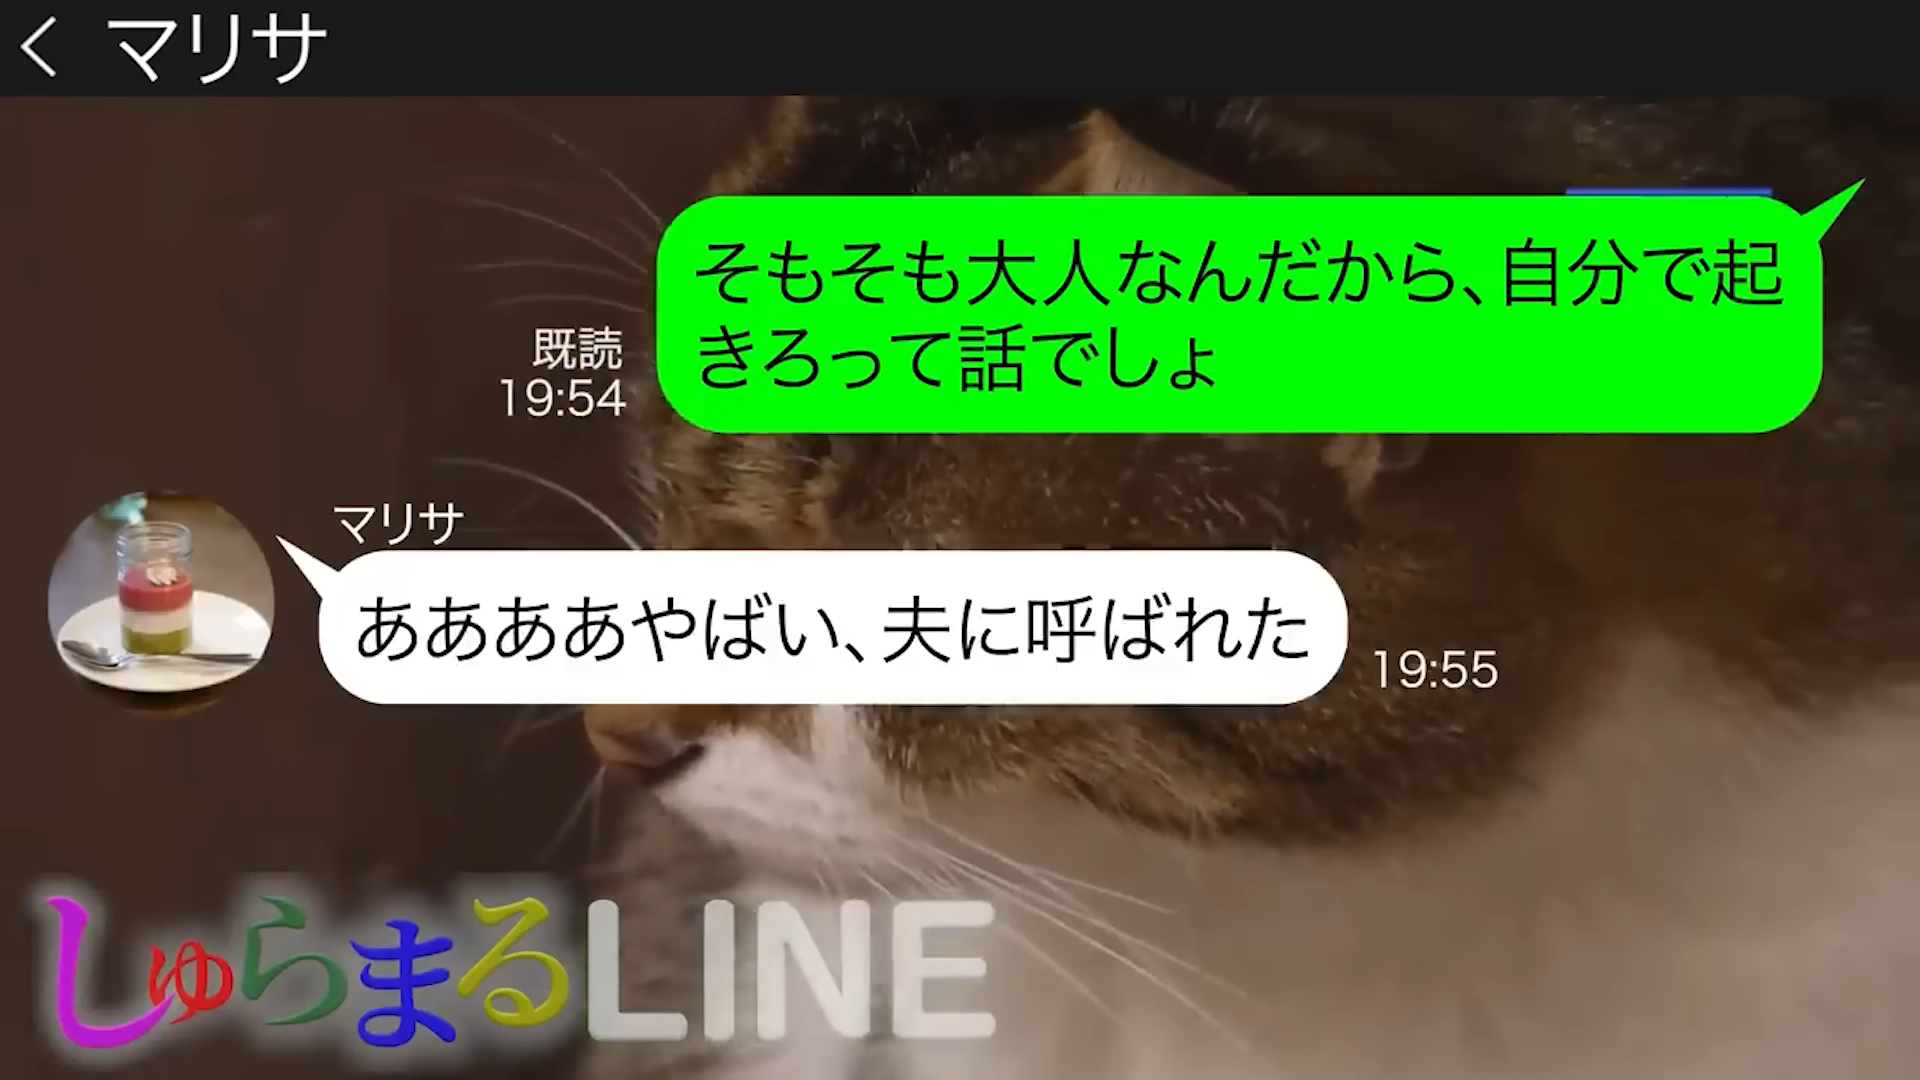 マリサ
そもそも大人なんだから、自分で起
きろって話でしょ
既読
19:54
マリサ
ああああやばい、夫に呼ばれた
19:55
しゅらまるLINE